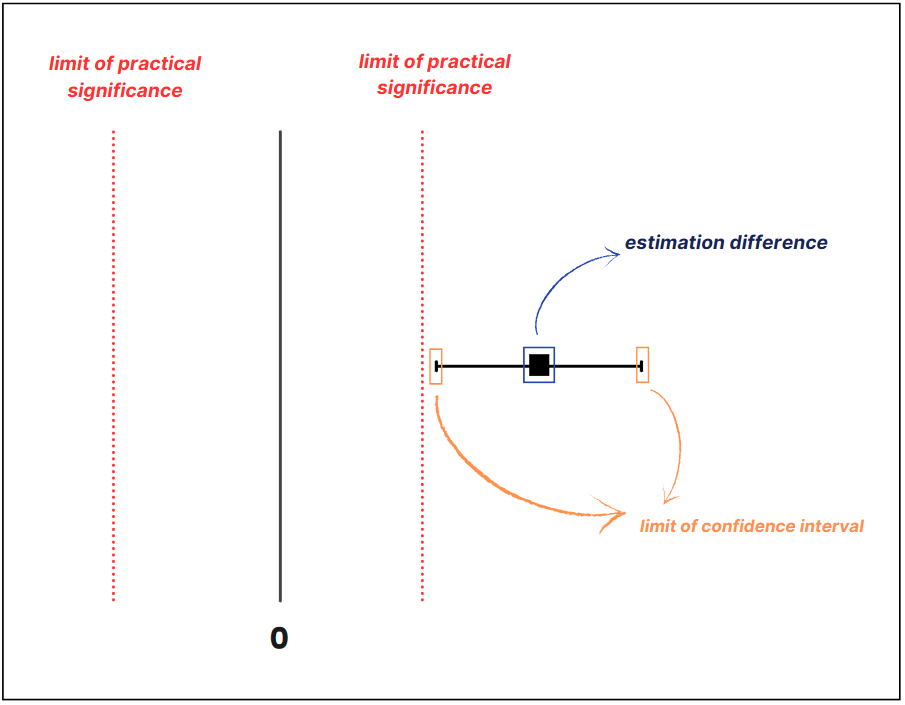 limit of practical
significance
limit of practical
significance
estimation difference
limit of confidence interval
0